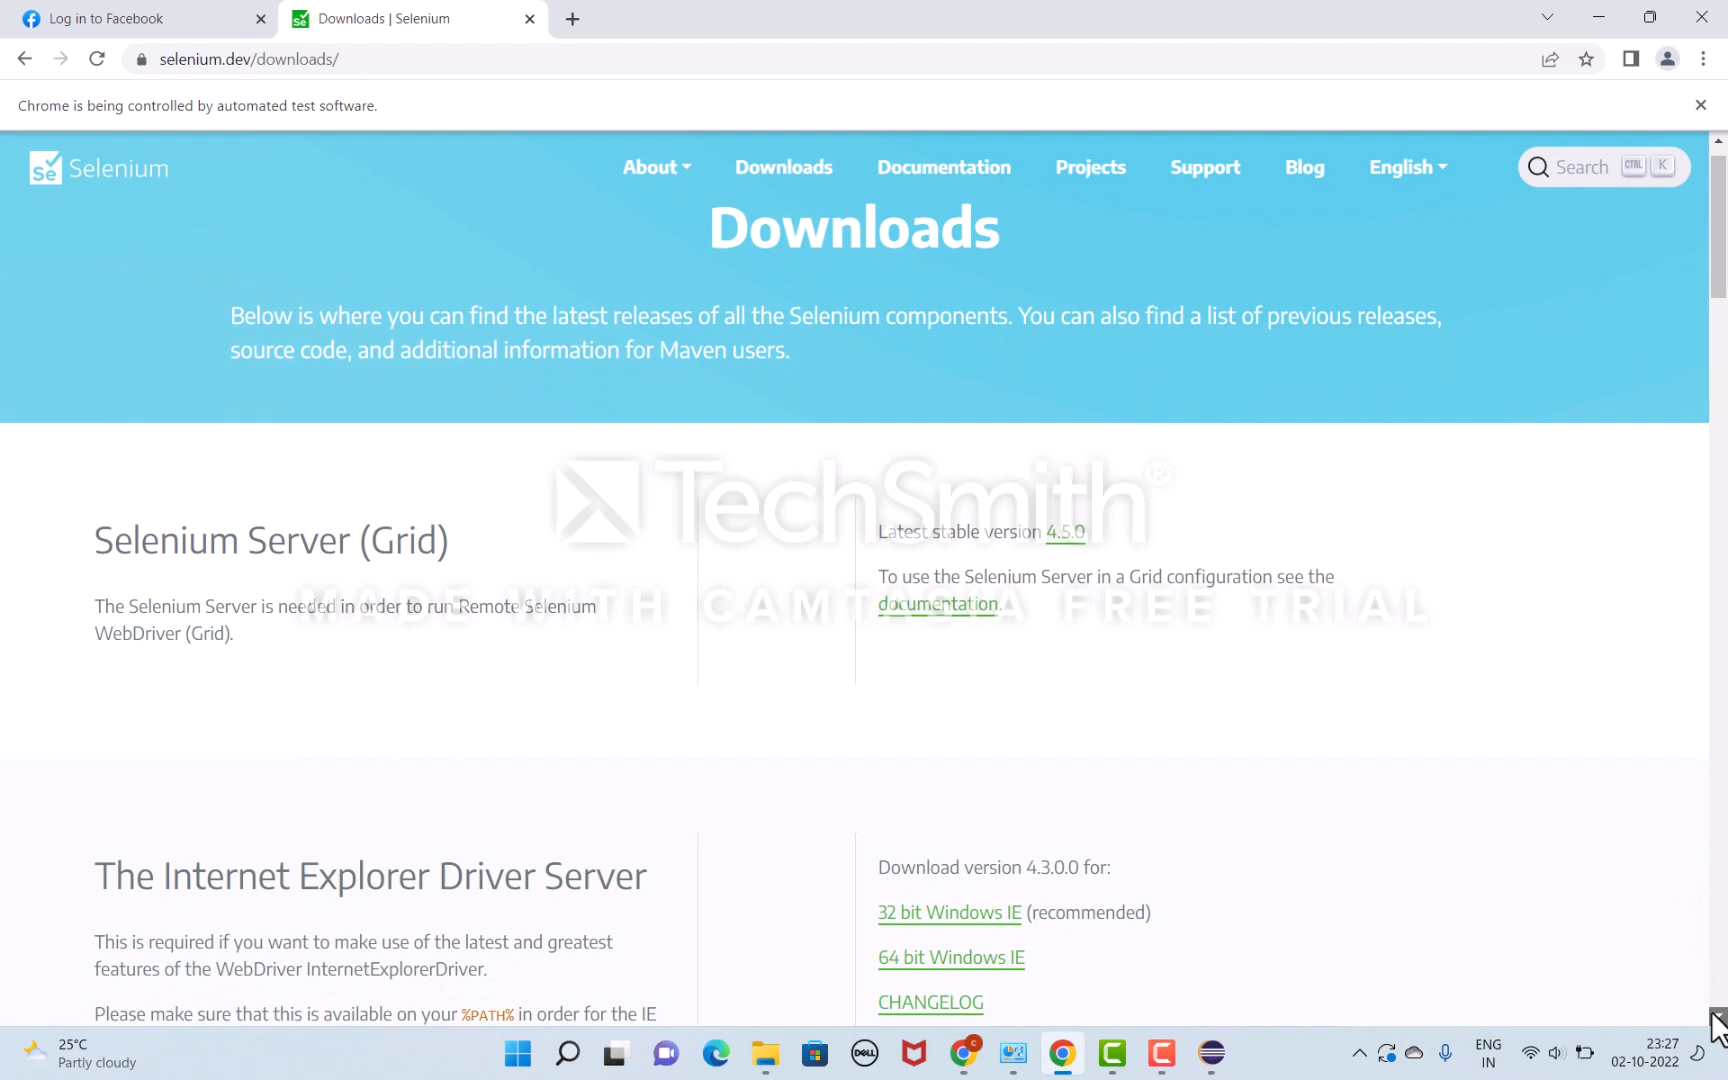 Log in to Facebook
Downloads | Selenium
selenium.dev/downloads/
Chrome is being controlled by automated test software.
Se Selenium
About
Downloads
Documentation
Projects
Support
Blog
English
Search CTRL K
Downloads
Below is where you can find the latest releases of all the Selenium components. You can also find a list of previous releases,
source code, and additional information for Maven users.
TechSmith®
MADE WITH CAMTASIA FREE TRIAL
Selenium Server (Grid)
The Selenium Server is needed in order to run Remote Selenium
WebDriver (Grid).
Latest stable version 4.5.0
To use the Selenium Server in a Grid configuration see the
documentation.
The Internet Explorer Driver Server
This is required if you want to make use of the latest and greatest
features of the WebDriver InternetExplorerDriver.
Please make sure that this is available on your %PATH% in order for the IE
Download version 4.3.0.0 for:
32 bit Windows IE (recommended)
64 bit Windows IE
CHANGELOG
25°C
Partly cloudy
DELL
C
ENG
IN
23:27
02-10-2022